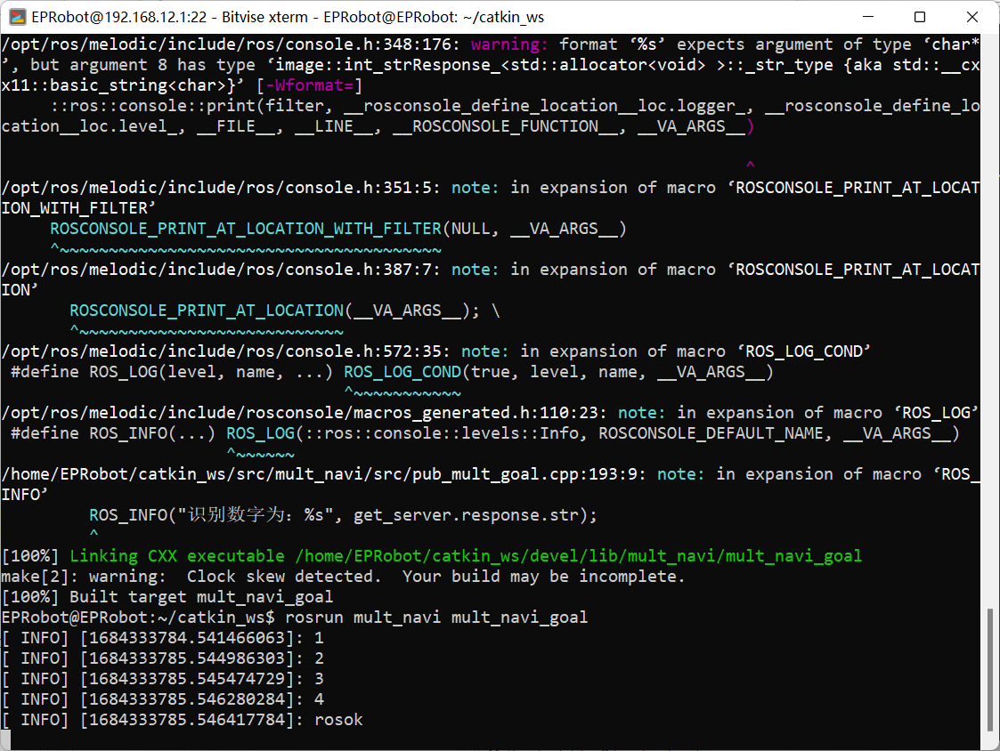 EPRobot@192.168.12.1:22 - Bitvise xterm - EPRobot@EPRobot: ~/catkin_ws
/opt/ros/melodic/include/ros/console.h:348:176: warning: format ‘%s’ expects argument of type ‘char*
’, but argument 8 has type ‘image::int_strResponse_<std::allocator<void> >::_str_type {aka std::__cx
x11::basic_string<char>}’ [-Wformat=]
     ::ros::console::print(filter, __rosconsole_define_location__loc.logger_, __rosconsole_define_lo
cation__loc.level_, __FILE__, __LINE__, __ROSCONSOLE_FUNCTION__, __VA_ARGS__)
^
/opt/ros/melodic/include/ros/console.h:351:5: note: in expansion of macro ‘ROSCONSOLE_PRINT_AT_LOCAT
ION_WITH_FILTER’
     ROSCONSOLE_PRINT_AT_LOCATION_WITH_FILTER(NULL, __VA_ARGS__)
     ^~~~~~~~~~~~~~~~~~~~~~~~~~~~~~~~~~~~~~~~
/opt/ros/melodic/include/ros/console.h:387:7: note: in expansion of macro ‘ROSCONSOLE_PRINT_AT_LOCAT
ION’
       ROSCONSOLE_PRINT_AT_LOCATION(__VA_ARGS__); \
       ^~~~~~~~~~~~~~~~~~~~~~~~~~~~
/opt/ros/melodic/include/ros/console.h:572:35: note: in expansion of macro ‘ROS_LOG_COND’
 #define ROS_LOG(level, name, ...) ROS_LOG_COND(true, level, name, __VA_ARGS__)
                                   ^~~~~~~~~~~~
/opt/ros/melodic/include/rosconsole/macros_generated.h:110:23: note: in expansion of macro ‘ROS_LOG’
 #define ROS_INFO(...) ROS_LOG(::ros::console::levels::Info, ROSCONSOLE_DEFAULT_NAME, __VA_ARGS__)
                       ^~~~~~~
/home/EPRobot/catkin_ws/src/mult_navi/src/pub_mult_goal.cpp:193:9: note: in expansion of macro ‘ROS_
INFO’
         ROS_INFO("识别数字为：%s", get_server.response.str);
         ^
[100%] Linking CXX executable /home/EPRobot/catkin_ws/devel/lib/mult_navi/mult_navi_goal
make[2]: warning:  Clock skew detected.  Your build may be incomplete.
[100%] Built target mult_navi_goal
EPRobot@EPRobot:~/catkin_ws$ rosrun mult_navi mult_navi_goal
[ INFO] [1684333784.541466063]: 1
[ INFO] [1684333785.544986303]: 2
[ INFO] [1684333785.545474729]: 3
[ INFO] [1684333785.546280284]: 4
[ INFO] [1684333785.546417784]: rosok